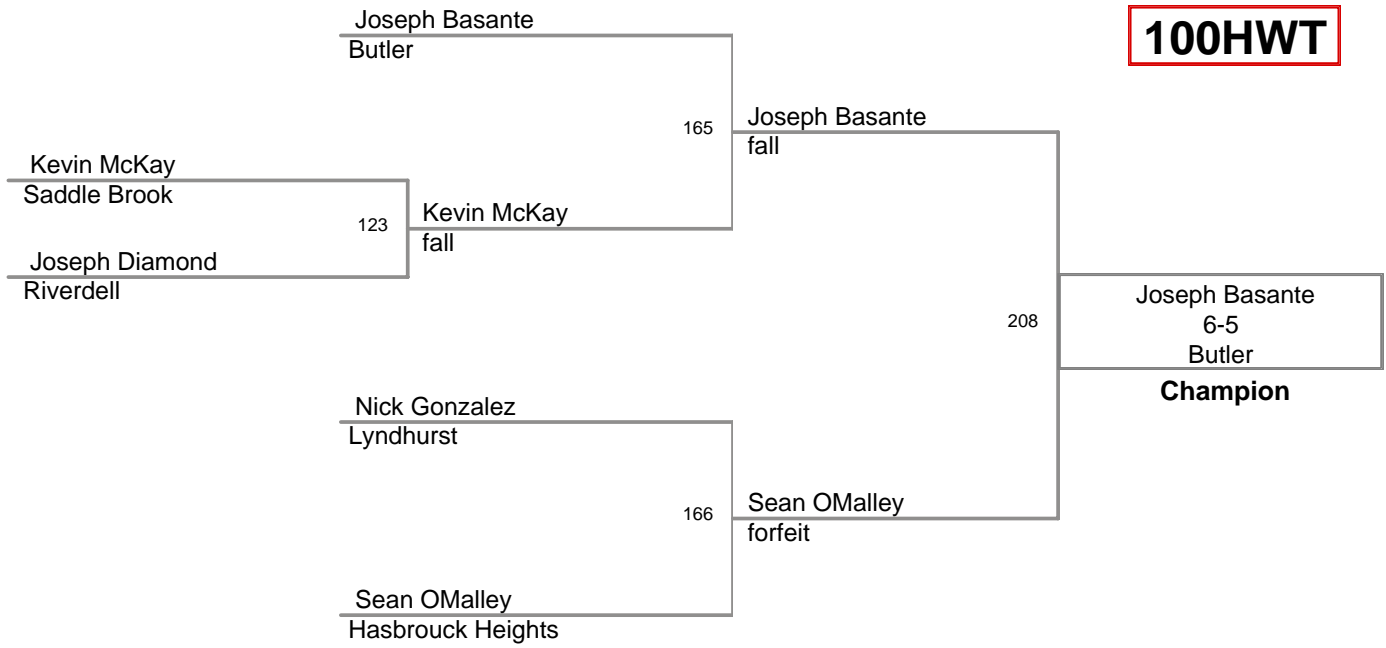 100HWT
Joseph Basante
Butler
165
Joseph Basante
fall
Kevin McKay
Saddle Brook
123
Kevin McKay
fall
Joseph Diamond
Riverdell
208
Joseph Basante
6-5
Butler
Champion
Nick Gonzalez
Lyndhurst
166
Sean OMalley
forfeit
Sean OMalley
Hasbrouck Heights